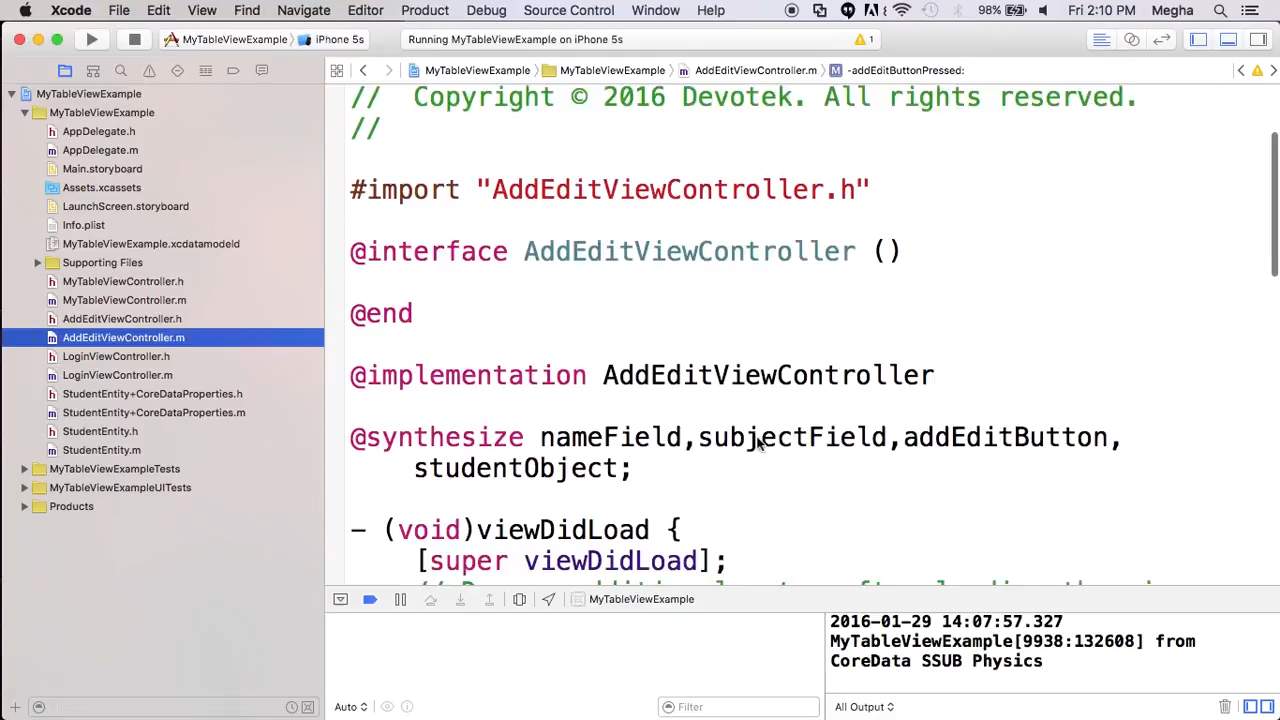 Xcode File Edit View Find Navigate Editor Product Debug Source Control Window Help 98% Fri 2:10 PM Megha
MyTableViewExample iPhone 5s Running MyTableViewExample on iPhone 5s 1
MyTableViewExample MyTableViewExample AddEditViewController.m M -addEditButtonPressed:
MyTableViewExample
MyTableViewExample
h AppDelegate.h
m AppDelegate.m
Main.storyboard
Assets.xcassets
LaunchScreen.storyboard
Info.plist
MyTableViewExample.xcdatamodeld
Supporting Files
h MyTableViewController.h
m MyTableViewController.m
h AddEditViewController.h
m AddEditViewController.m
h LoginViewController.h
m LoginViewController.m
h StudentEntity+CoreDataProperties.h
m StudentEntity+CoreDataProperties.m
h StudentEntity.h
m StudentEntity.m
MyTableViewExampleTests
MyTableViewExampleUITests
Products
// Copyright © 2016 Devotek. All rights reserved.
//
#import "AddEditViewController.h"
@interface AddEditViewController ()
@end
@implementation AddEditViewController
@synthesize nameField,subjectField,addEditButton,
studentObject;
- (void)viewDidLoad {
[super viewDidLoad];
MyTableViewExample
2016-01-29 14:07:57.327
MyTableViewExample[9938:132608] from
CoreData SSUB Physics
Auto Filter All Output